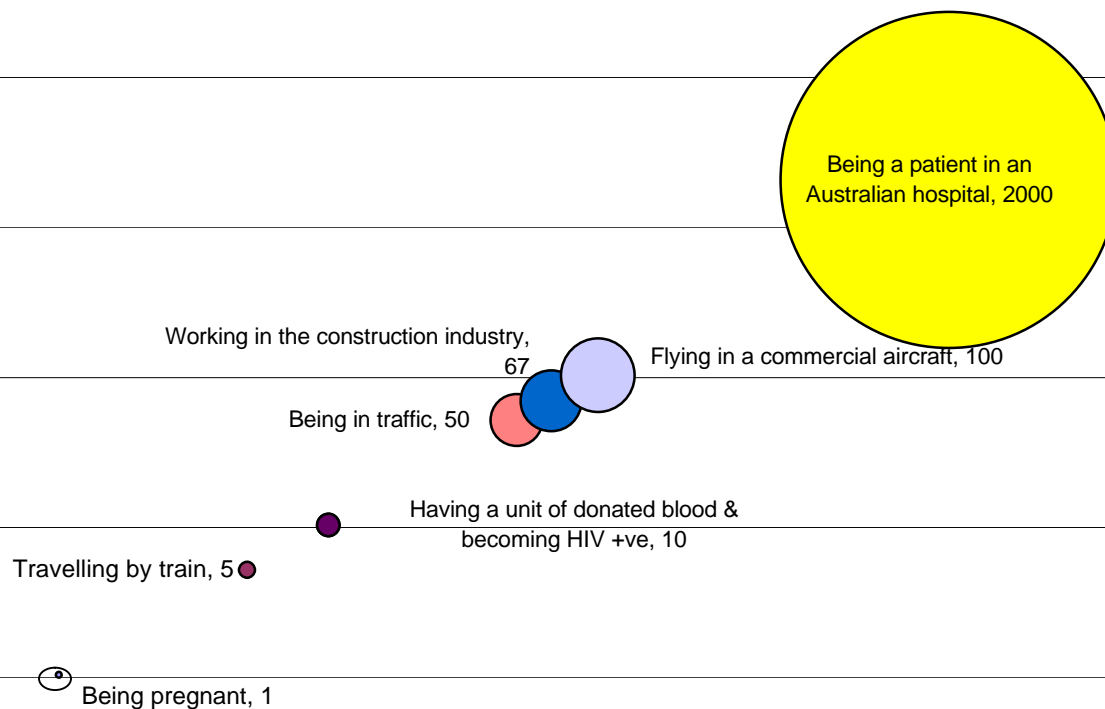 Being a patient in an
Australian hospital, 2000
Working in the construction industry,
67
Flying in a commercial aircraft, 100
Being in traffic, 50
Having a unit of donated blood &
becoming HIV +ve, 10
Travelling by train, 5
Being pregnant, 1